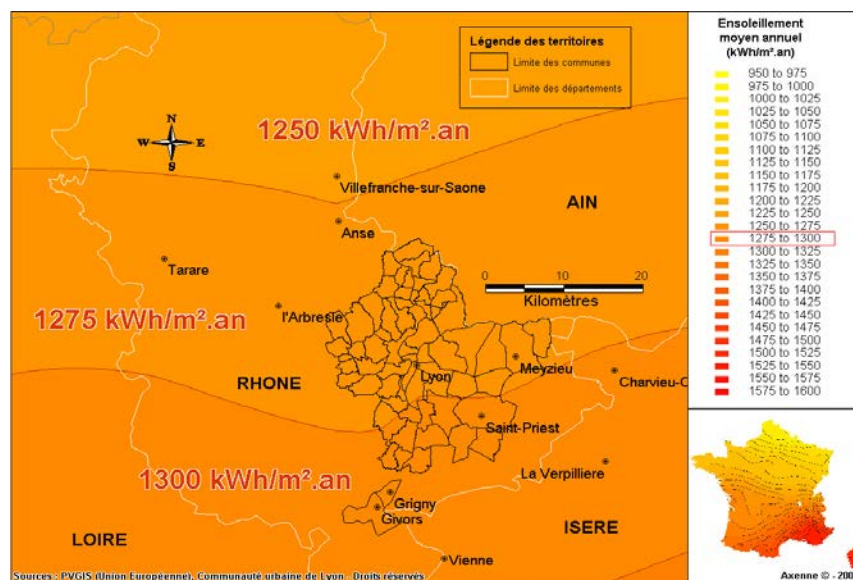 Légende des territoires
Limite des communes
Limite des départements
N
W E
S
1250 kWh/m².an
Villefranche-sur-Saone
AIN
Anse
Tarare
0 10 20
Kilomètres
1275 kWh/m².an
l'Arbresle
RHONE
Lyon
Meyzieu
Charvieu-C
Saint-Priest
La Verpilliere
1300 kWh/m².an
Grigny
Givors
LOIRE
ISERE
Vienne
Sources : PVGIS (Union Européenne), Communauté urbaine de Lyon. Droits réservés
Ensoleillement
moyen annuel
(kWh/m².an)
950 to 975
975 to 1000
1000 to 1025
1025 to 1050
1050 to 1075
1075 to 1100
1100 to 1125
1125 to 1150
1150 to 1175
1175 to 1200
1200 to 1225
1225 to 1250
1250 to 1275
1275 to 1300
1300 to 1325
1325 to 1350
1350 to 1375
1375 to 1400
1400 to 1425
1425 to 1450
1450 to 1475
1475 to 1500
1500 to 1525
1525 to 1550
1550 to 1575
1575 to 1600
Axenne © - 200